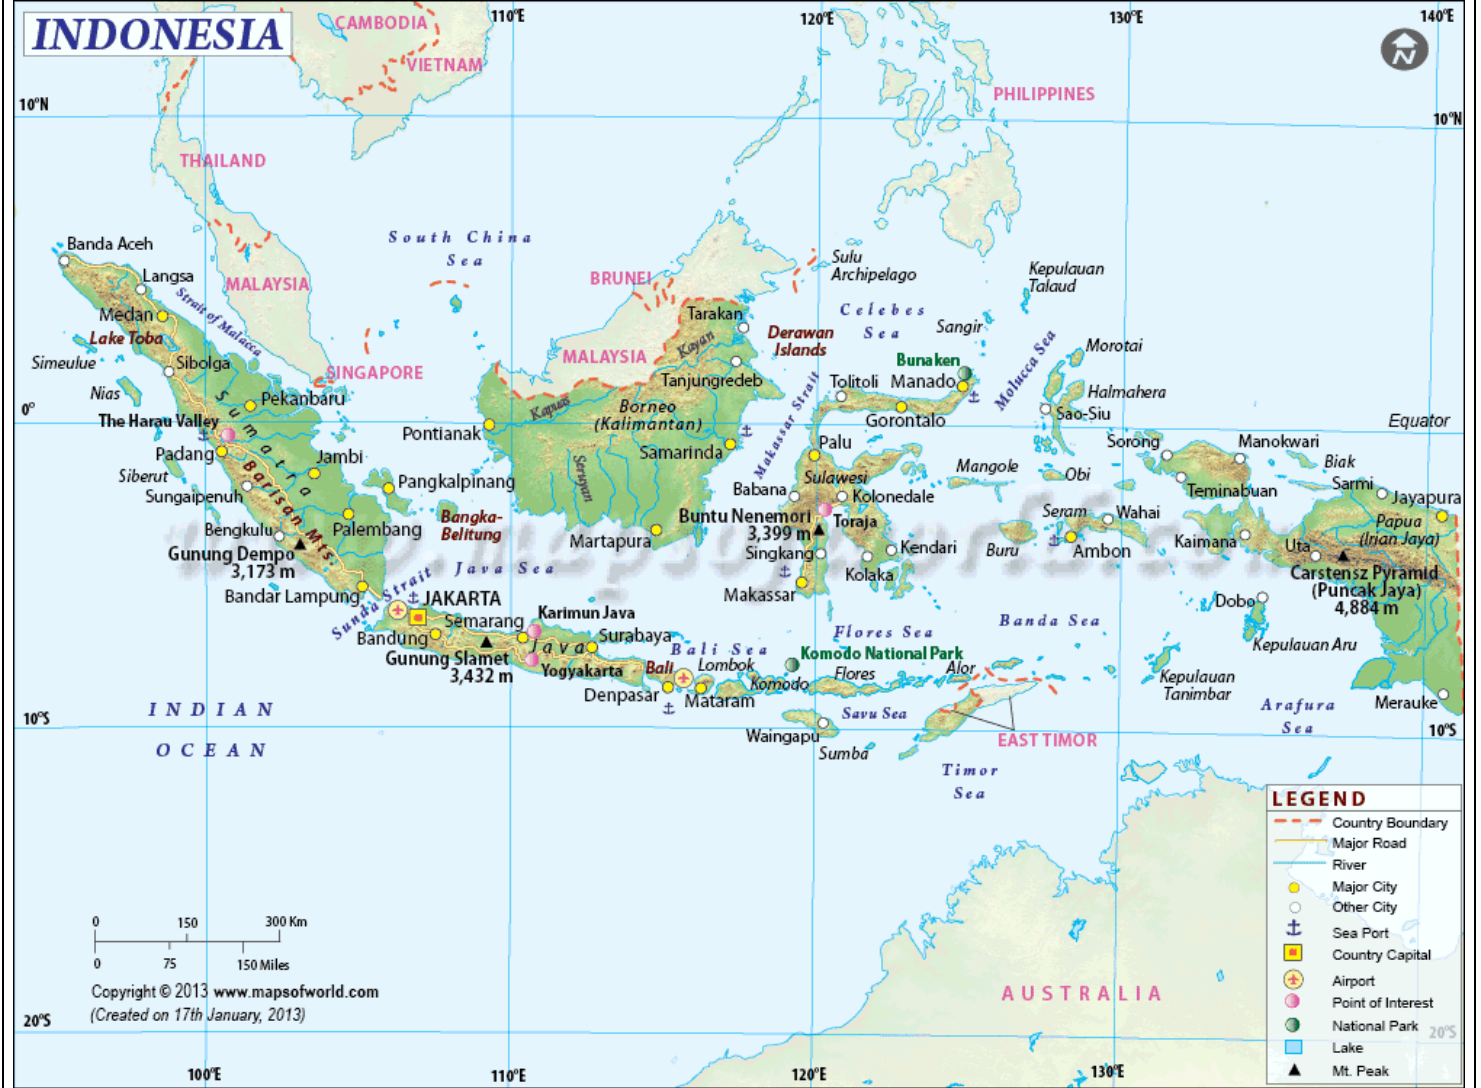 INDONESIA
110°E
120°E
130°E
140°E
CAMBODIA
VIETNAM
PHILIPPINES
N
10°N
10°N
THAILAND
Banda Aceh
South China
Sea
Sulu
Archipelago
Kepulauan
Talaud
Langsa
MALAYSIA
BRUNEI
Strait of Malacca
Medan
Tarakan
Celebes
Sea
Sangir
Lake Toba
Derawan
Islands
Kayan
Molucca Sea
Morotai
Simeulue
Sibolga
MALAYSIA
Bunaken
SINGAPORE
Tanjungredeb
Tolitoli
Manado
Halmahera
Nias
Pekanbaru
Sumatra
Kapuas
Borneo
(Kalimantan)
Makassar Strait
Gorontalo
Sao-Siu
0°
Equator
The Harau Valley
Pontianak
Palu
Sorong
Manokwari
Padang
Jambi
Samarinda
Siberut
Barisan Mts.
Seruyan
Sulawesi
Mangole
Obi
Biak
Sarmi
Sungaipenuh
Pangkalpinang
Babana
Kolonedale
Teminabuan
Jayapura
Bengkulu
Palembang
Bangka-
Belitung
Buntu Nenemori
3,399 m
Toraja
Seram
Wahai
Papua
(Irian Jaya)
Gunung Dempo
3,173 m
Martapura
Singkang
Kendari
Buru
Ambon
Kaimana
Uta
Java Sea
Kolaka
Carstensz Pyramid
(Puncak Jaya)
4,884 m
Bandar Lampung
Makassar
Sunda Strait
JAKARTA
Karimun Java
Dobo
Semarang
Banda Sea
Bandung
Java
Surabaya
Flores Sea
Kepulauan Aru
Gunung Slamet
3,432 m
Yogyakarta
Bali Sea
Komodo National Park
Bali
Lombok
Flores
Alor
Komodo
Kepulauan
Tanimbar
Denpasar
Mataram
Merauke
INDIAN
OCEAN
10°S
Savu Sea
Arafura
Sea
10°S
Waingapu
Sumba
EAST TIMOR
Timor
Sea
www.mapsofworld.com
LEGEND
Country Boundary
Major Road
River
Major City
Other City
Sea Port
Country Capital
Airport
Point of Interest
National Park
Lake
Mt. Peak
0 150 300 Km
0 75 150 Miles
Copyright © 2013 www.mapsofworld.com
(Created on 17th January, 2013)
AUSTRALIA
20°S
20°S
100°E
110°E
120°E
130°E